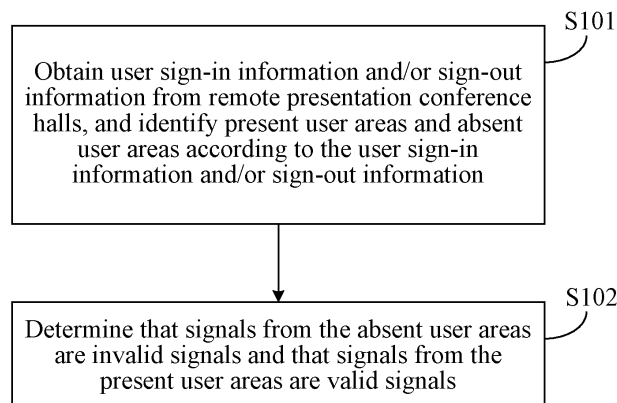 S101
Obtain user sign-in information and/or sign-out
information from remote presentation conference
halls, and identify present user areas and absent
user areas according to the user sign-in
information and/or sign-out information
S102
Determine that signals from the absent user areas
are invalid signals and that signals from the
present user areas are valid signals